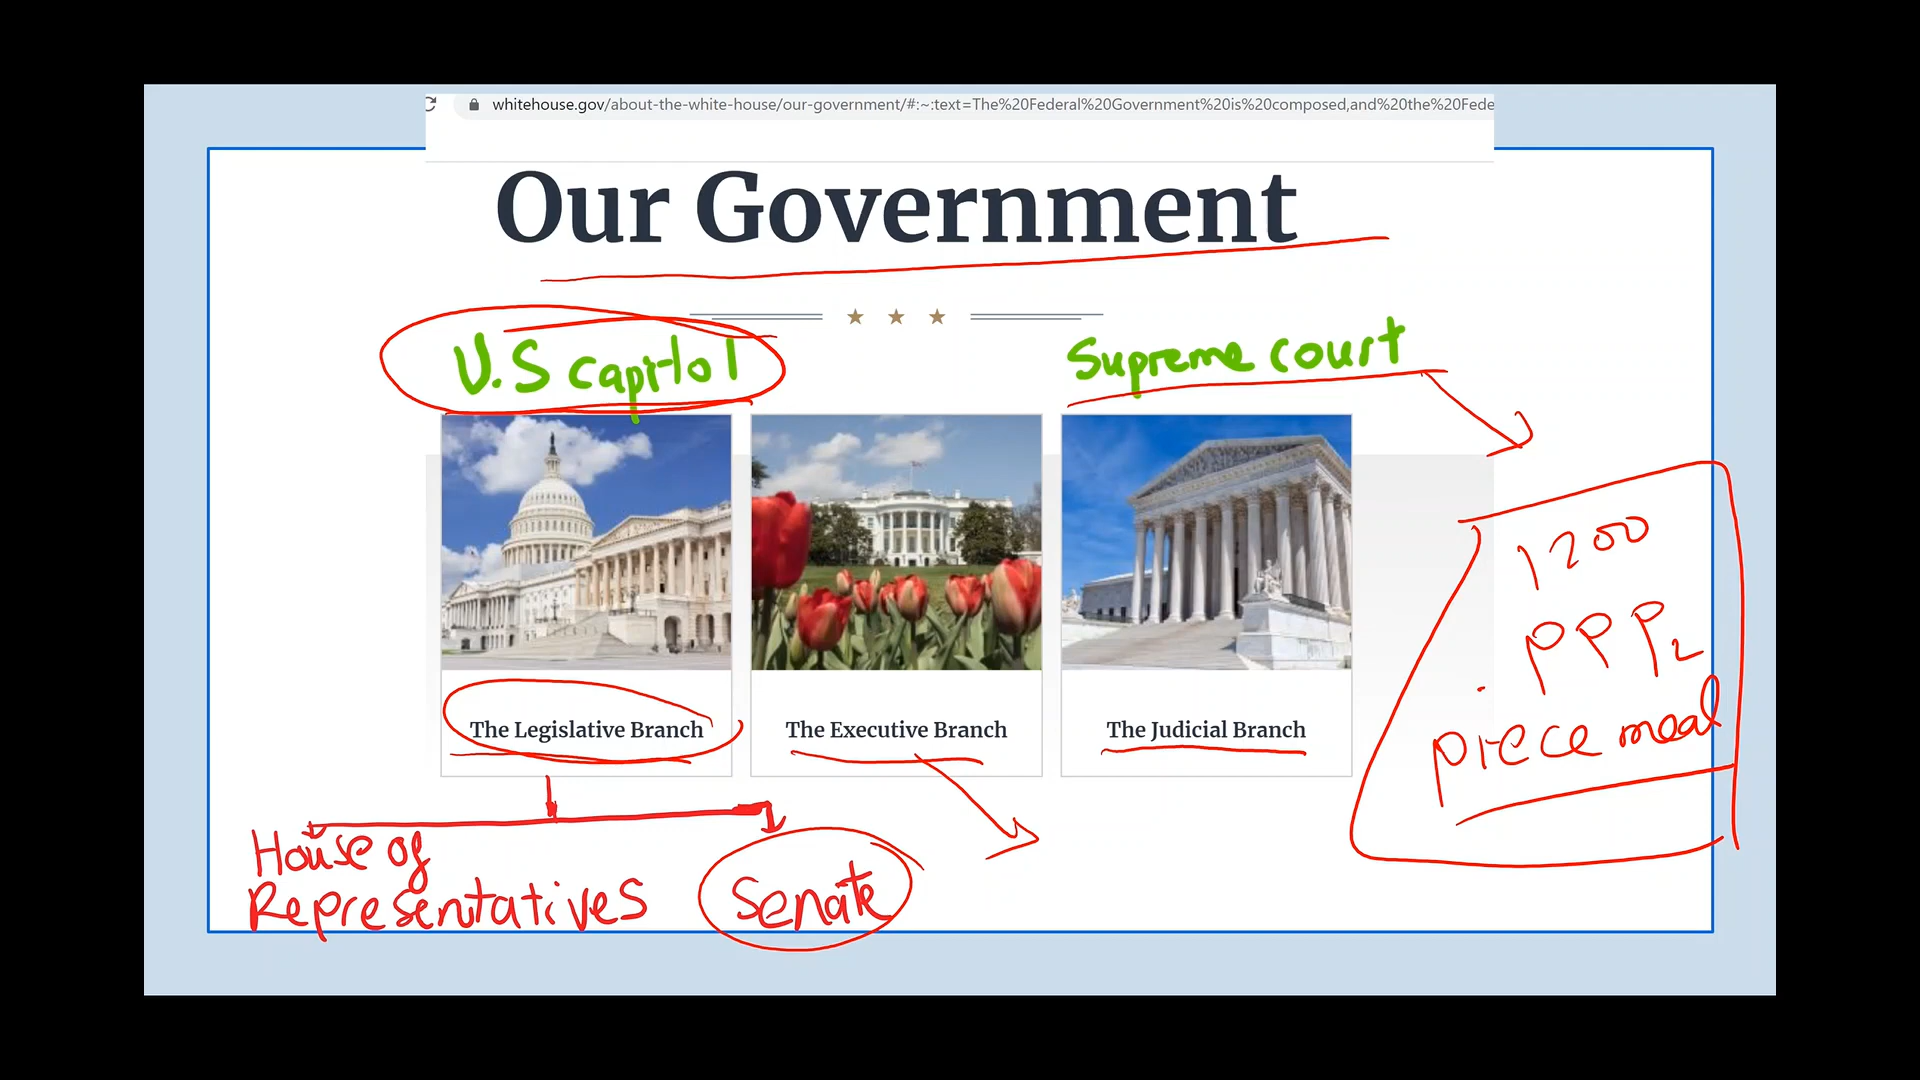 whitehouse.gov/about-the-white-house/our-government/#:~:text=The%20Federal%20Government%20is%20composed,and%20the%20Fede
Our Government
U.S capitol
Supreme court
The Legislative Branch
The Executive Branch
The Judicial Branch
1200
PPP2
piece meal
House of
Representatives
Senate